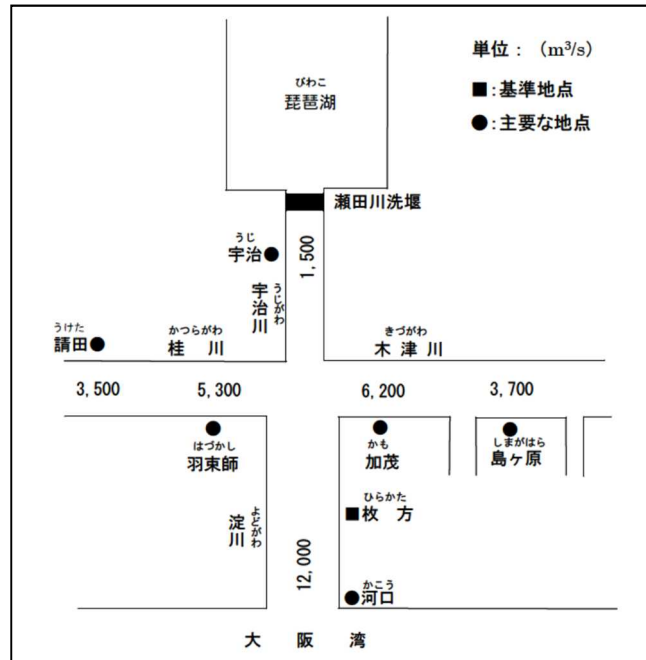 単位：（m³/s）
びわこ
琵琶湖
■：基準地点
●：主要な地点
瀬田川洗堰
うじ
宇治●
1,500
宇治川
うじがわ
うけた
請田●
かつらがわ
桂 川
きづがわ
木 津 川
3,500
5,300
6,200
3,700
はづかし
羽束師
かも
加茂
しまがはら
島ヶ原
ひらかた
■枚 方
淀川
よどがわ
12,000
かこう
●河口
大 阪 湾